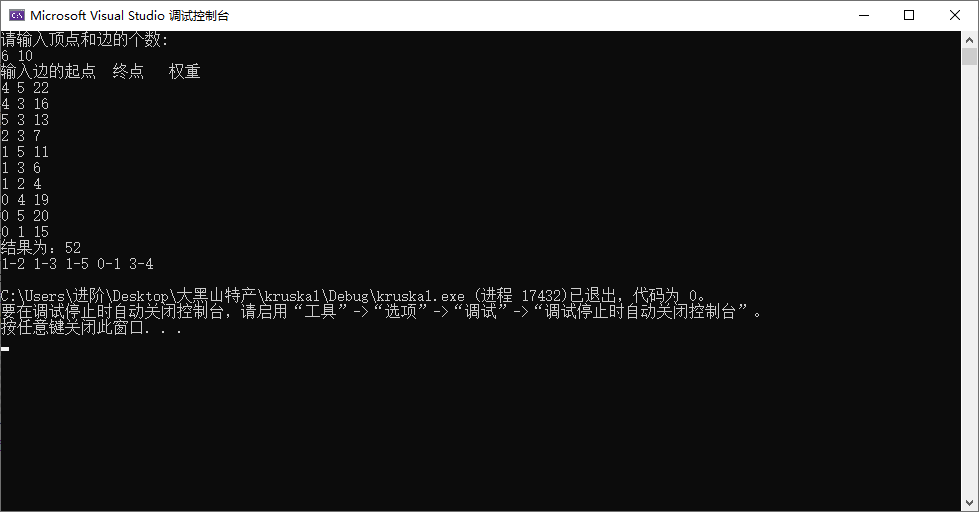 Microsoft Visual Studio 调试控制台
请输入顶点和边的个数:
6 10
输入边的起点  终点   权重
4 5 22
4 3 16
5 3 13
2 3 7
1 5 11
1 3 6
1 2 4
0 4 19
0 5 20
0 1 15
结果为: 52
1-2 1-3 1-5 0-1 3-4
C:\Users\进阶\Desktop\大黑山特产\kruskal\Debug\kruskal.exe (进程 17432)已退出，代码为 0。
要在调试停止时自动关闭控制台，请启用“工具”->“选项”->“调试”->“调试停止时自动关闭控制台”。
按任意键关闭此窗口. . .